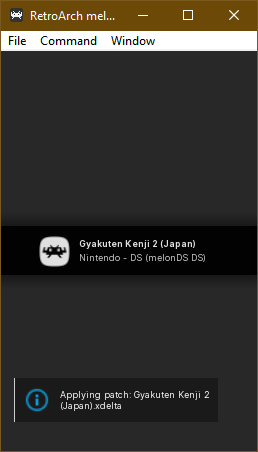 RetroArch mel...
File Command Window
Gyakuten Kenji 2 (Japan)
Nintendo - DS (melonDS DS)
Applying patch: Gyakuten Kenji 2
(Japan).xdelta